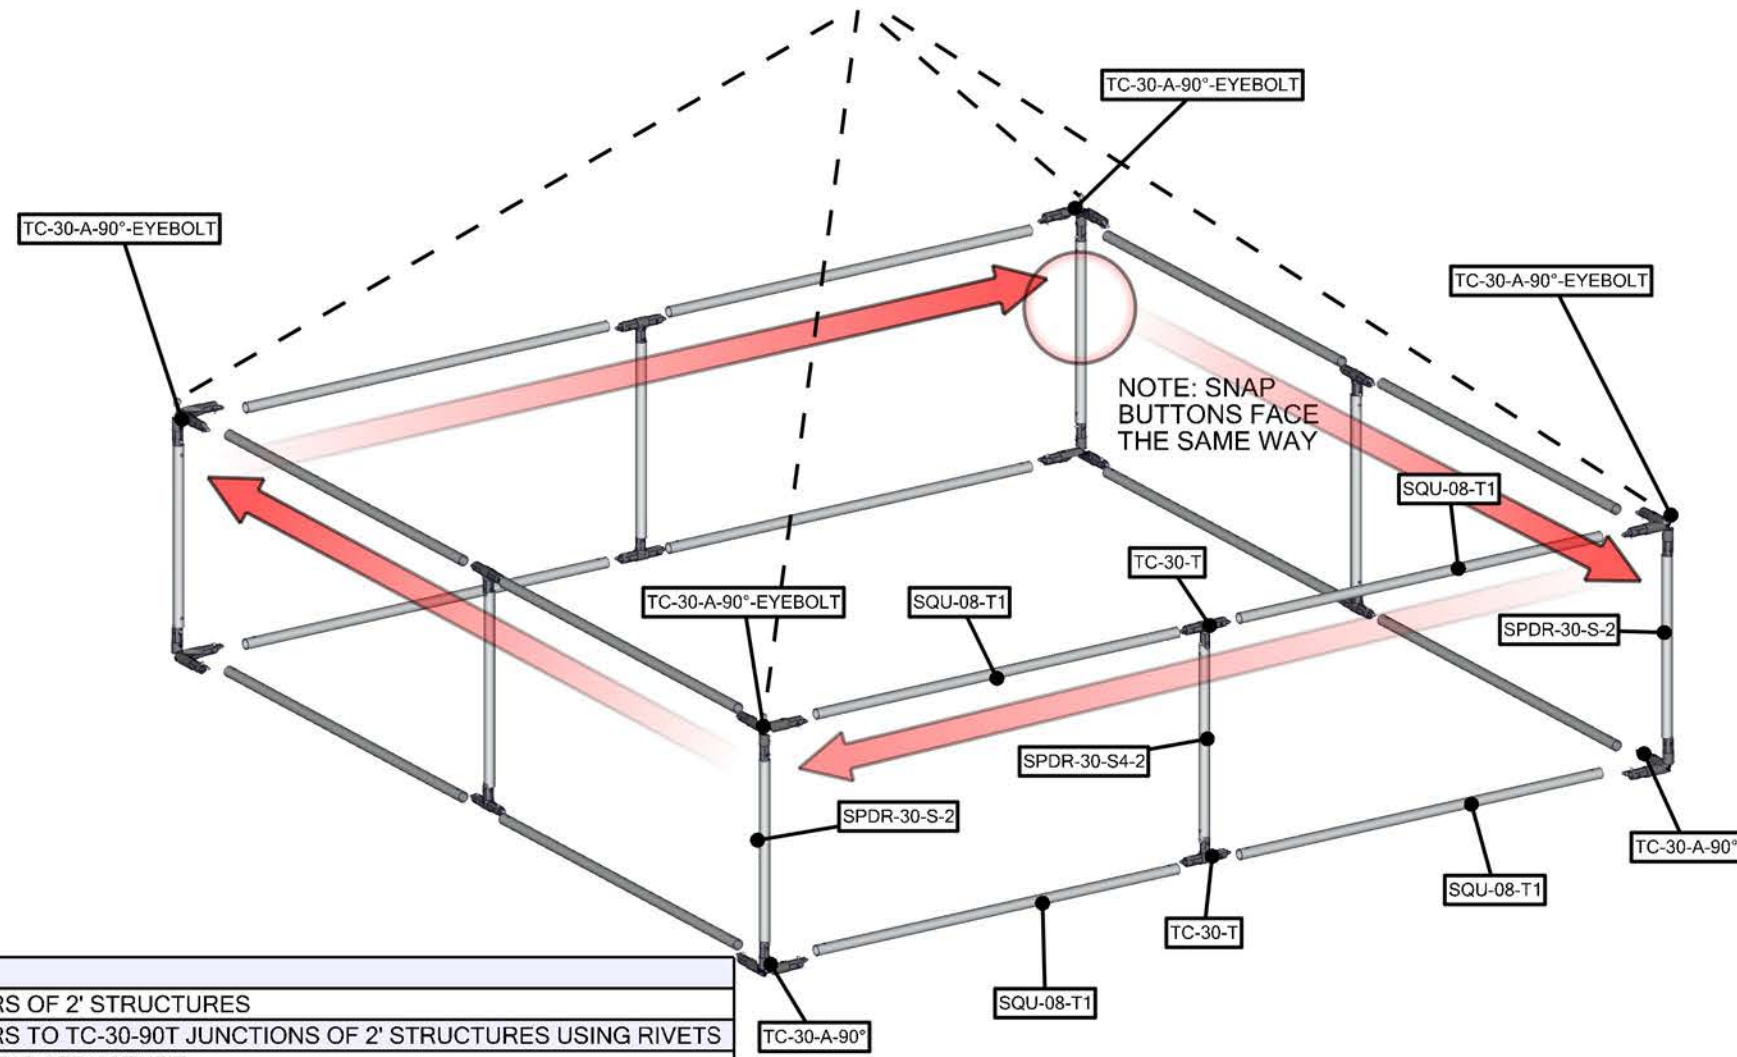 TC-30-A-90°-EYEBOLT
TC-30-A-90°-EYEBOLT
TC-30-A-90°-EYEBOLT
NOTE: SNAP
BUTTONS FACE
THE SAME WAY
SQU-08-T1
TC-30-T
TC-30-A-90°-EYEBOLT
SQU-08-T1
SPDR-30-S-2
SPDR-30-S4-2
SPDR-30-S-2
TC-30-A-90°
SQU-08-T1
TC-30-T
SQU-08-T1
TC-30-A-90°
RS OF 2' STRUCTURES
RS TO TC-30-90T JUNCTIONS OF 2' STRUCTURES USING RIVETS